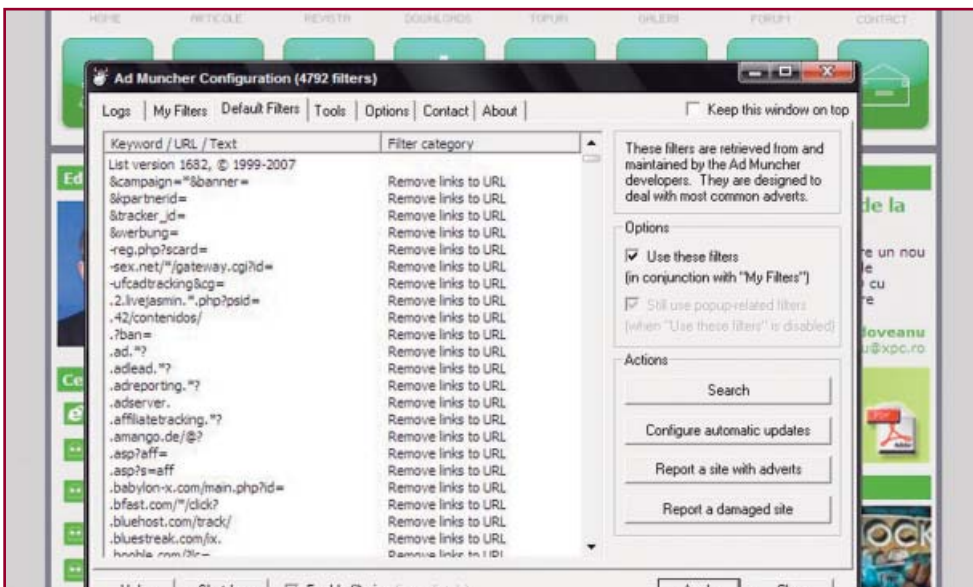 HOME ARTICOLE REVISTA DOWNLOADS TOPURI GALERII FORUM CONTACT
Ad Muncher Configuration (4792 filters)
Logs My Filters Default Filters Tools Options Contact About Keep this window on top
Keyword / URL / Text Filter category
List version 1682, © 1999-2007
&campaign=*&banner= Remove links to URL
&kpartnerid= Remove links to URL
&tracker_id= Remove links to URL
&werbung= Remove links to URL
-reg.php?scard= Remove links to URL
-sex.net/*/gateway.cgi?id= Remove links to URL
-ufcadtracking&cg= Remove links to URL
.2.livejasmin.*.php?psid= Remove links to URL
.42/contenidos/ Remove links to URL
.?ban= Remove links to URL
.ad.*? Remove links to URL
.adlead.*? Remove links to URL
.adreporting.*? Remove links to URL
.adserver. Remove links to URL
.affiliatetracking.*? Remove links to URL
.amango.de/@? Remove links to URL
.asp?aff= Remove links to URL
.asp?s=aff Remove links to URL
.babylon-x.com/main.php?id= Remove links to URL
.bfast.com/*/click? Remove links to URL
.bluehost.com/track/ Remove links to URL
.bluestreak.com/ix. Remove links to URL
Remove links to URL
These filters are retrieved from and
maintained by the Ad Muncher
developers. They are designed to
deal with most common adverts.
Options
Use these filters
(in conjunction with "My Filters")
Still use popup-related filters
(when "Use these filters" is disabled)
Actions
Search
Configure automatic updates
Report a site with adverts
Report a damaged site
Ed
Ce
de la
re un nou
le
cu
re
doveanu
u@xpc.ro
PDF
Adobe
OCK